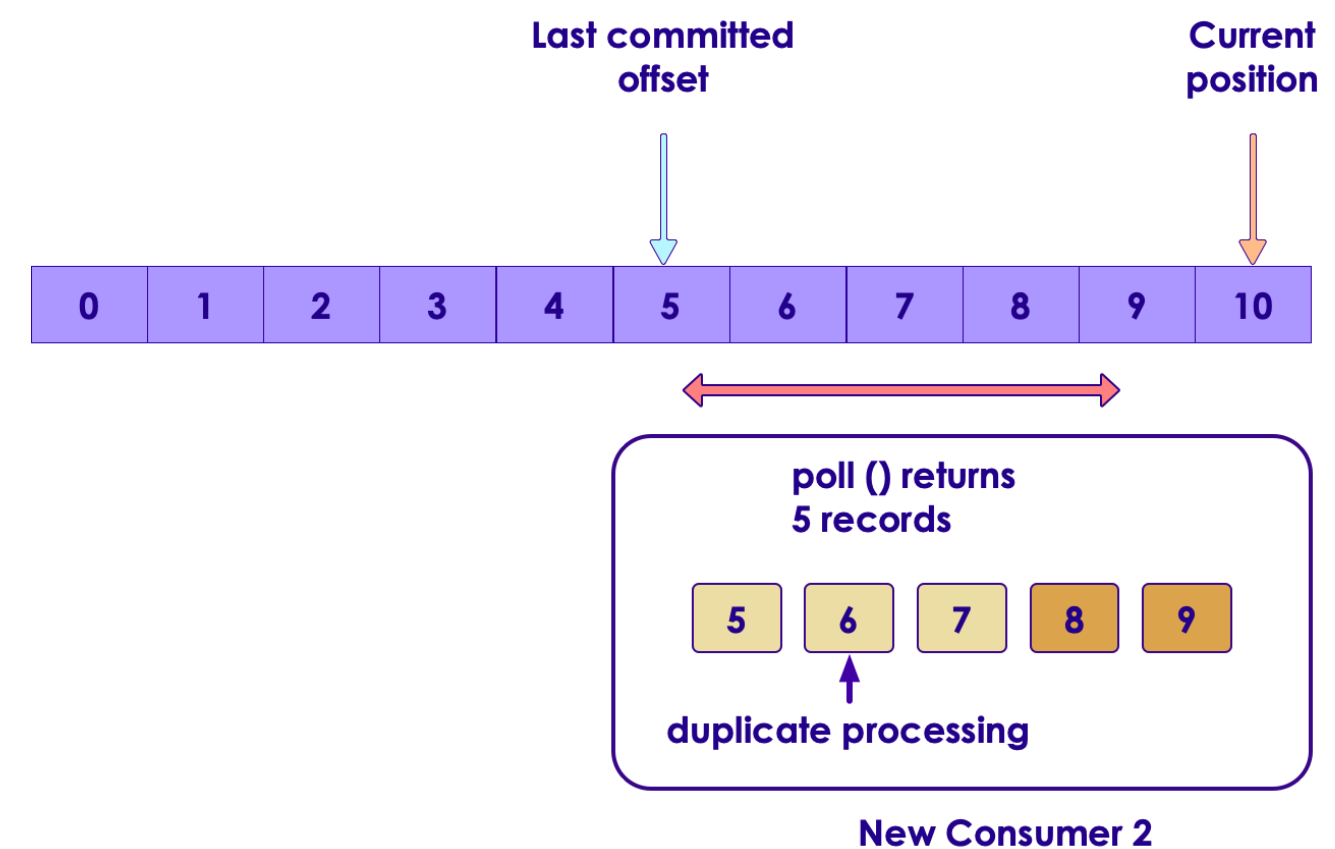 Last committed
offset
Current
position
0 1 2 3 4 5 6 7 8 9 10
poll () returns
5 records
5 6 7 8 9
duplicate processing
New Consumer 2